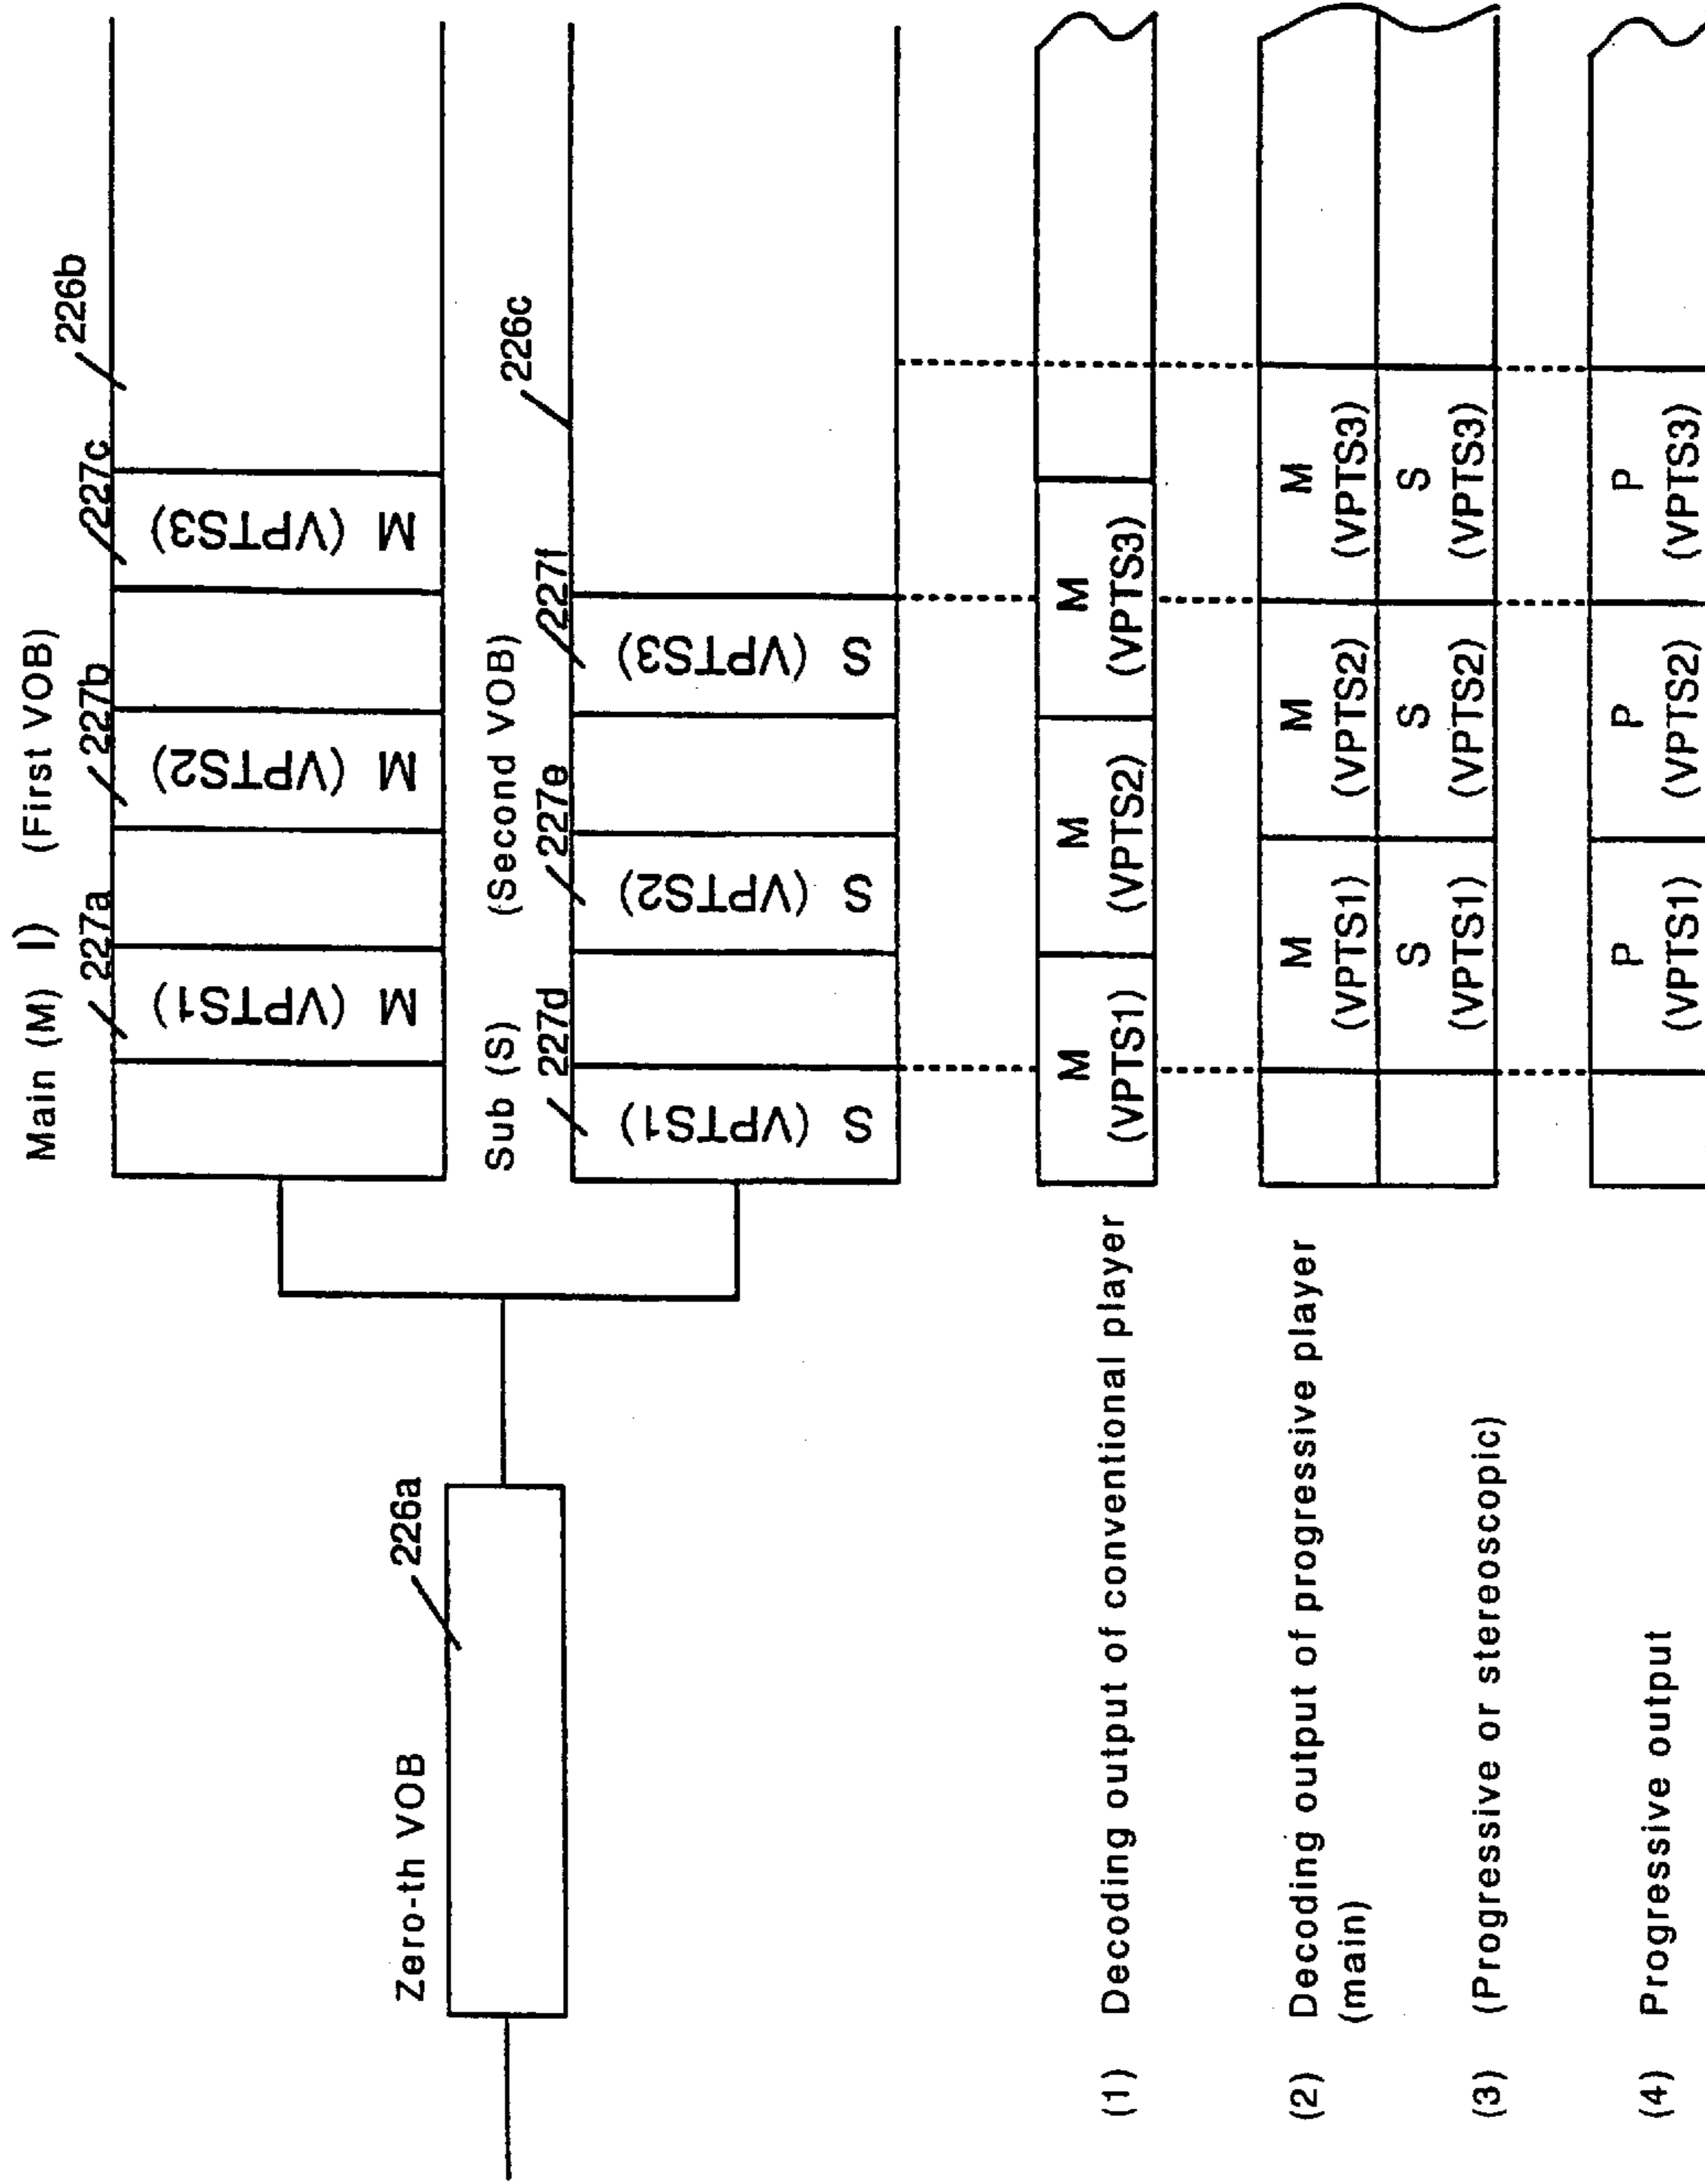 Main (M) I) (First VOB)
227a 227b 227c 226b
M (VPTS1)
M (VPTS2)
M (VPTS3)
Zero-th VOB 226a
Sub (S) (Second VOB)
227d 227e 227f 226c
S (VPTS1)
S (VPTS2)
S (VPTS3)
(1) Decoding output of conventional player
M M M
(VPTS1) (VPTS2) (VPTS3)
(2) Decoding output of progressive player
(main)
M M M
(VPTS1) (VPTS2) (VPTS3)
(3) (Progressive or stereoscopic)
S S S
(VPTS1) (VPTS2) (VPTS3)
(4) Progressive output
P P P
(VPTS1) (VPTS2) (VPTS3)